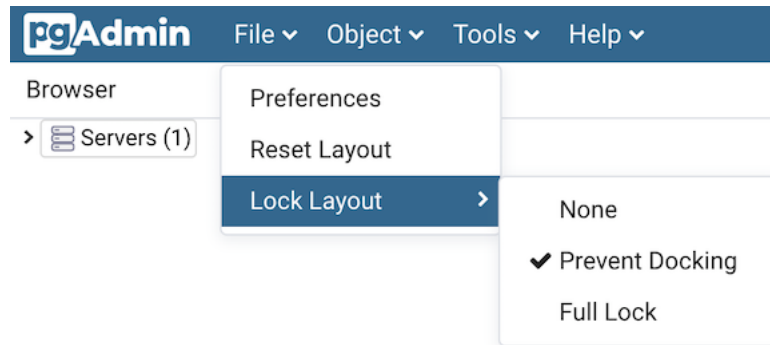 pgAdmin File Object Tools Help
Browser
Servers (1)
Preferences
Reset Layout
Lock Layout
None
Prevent Docking
Full Lock